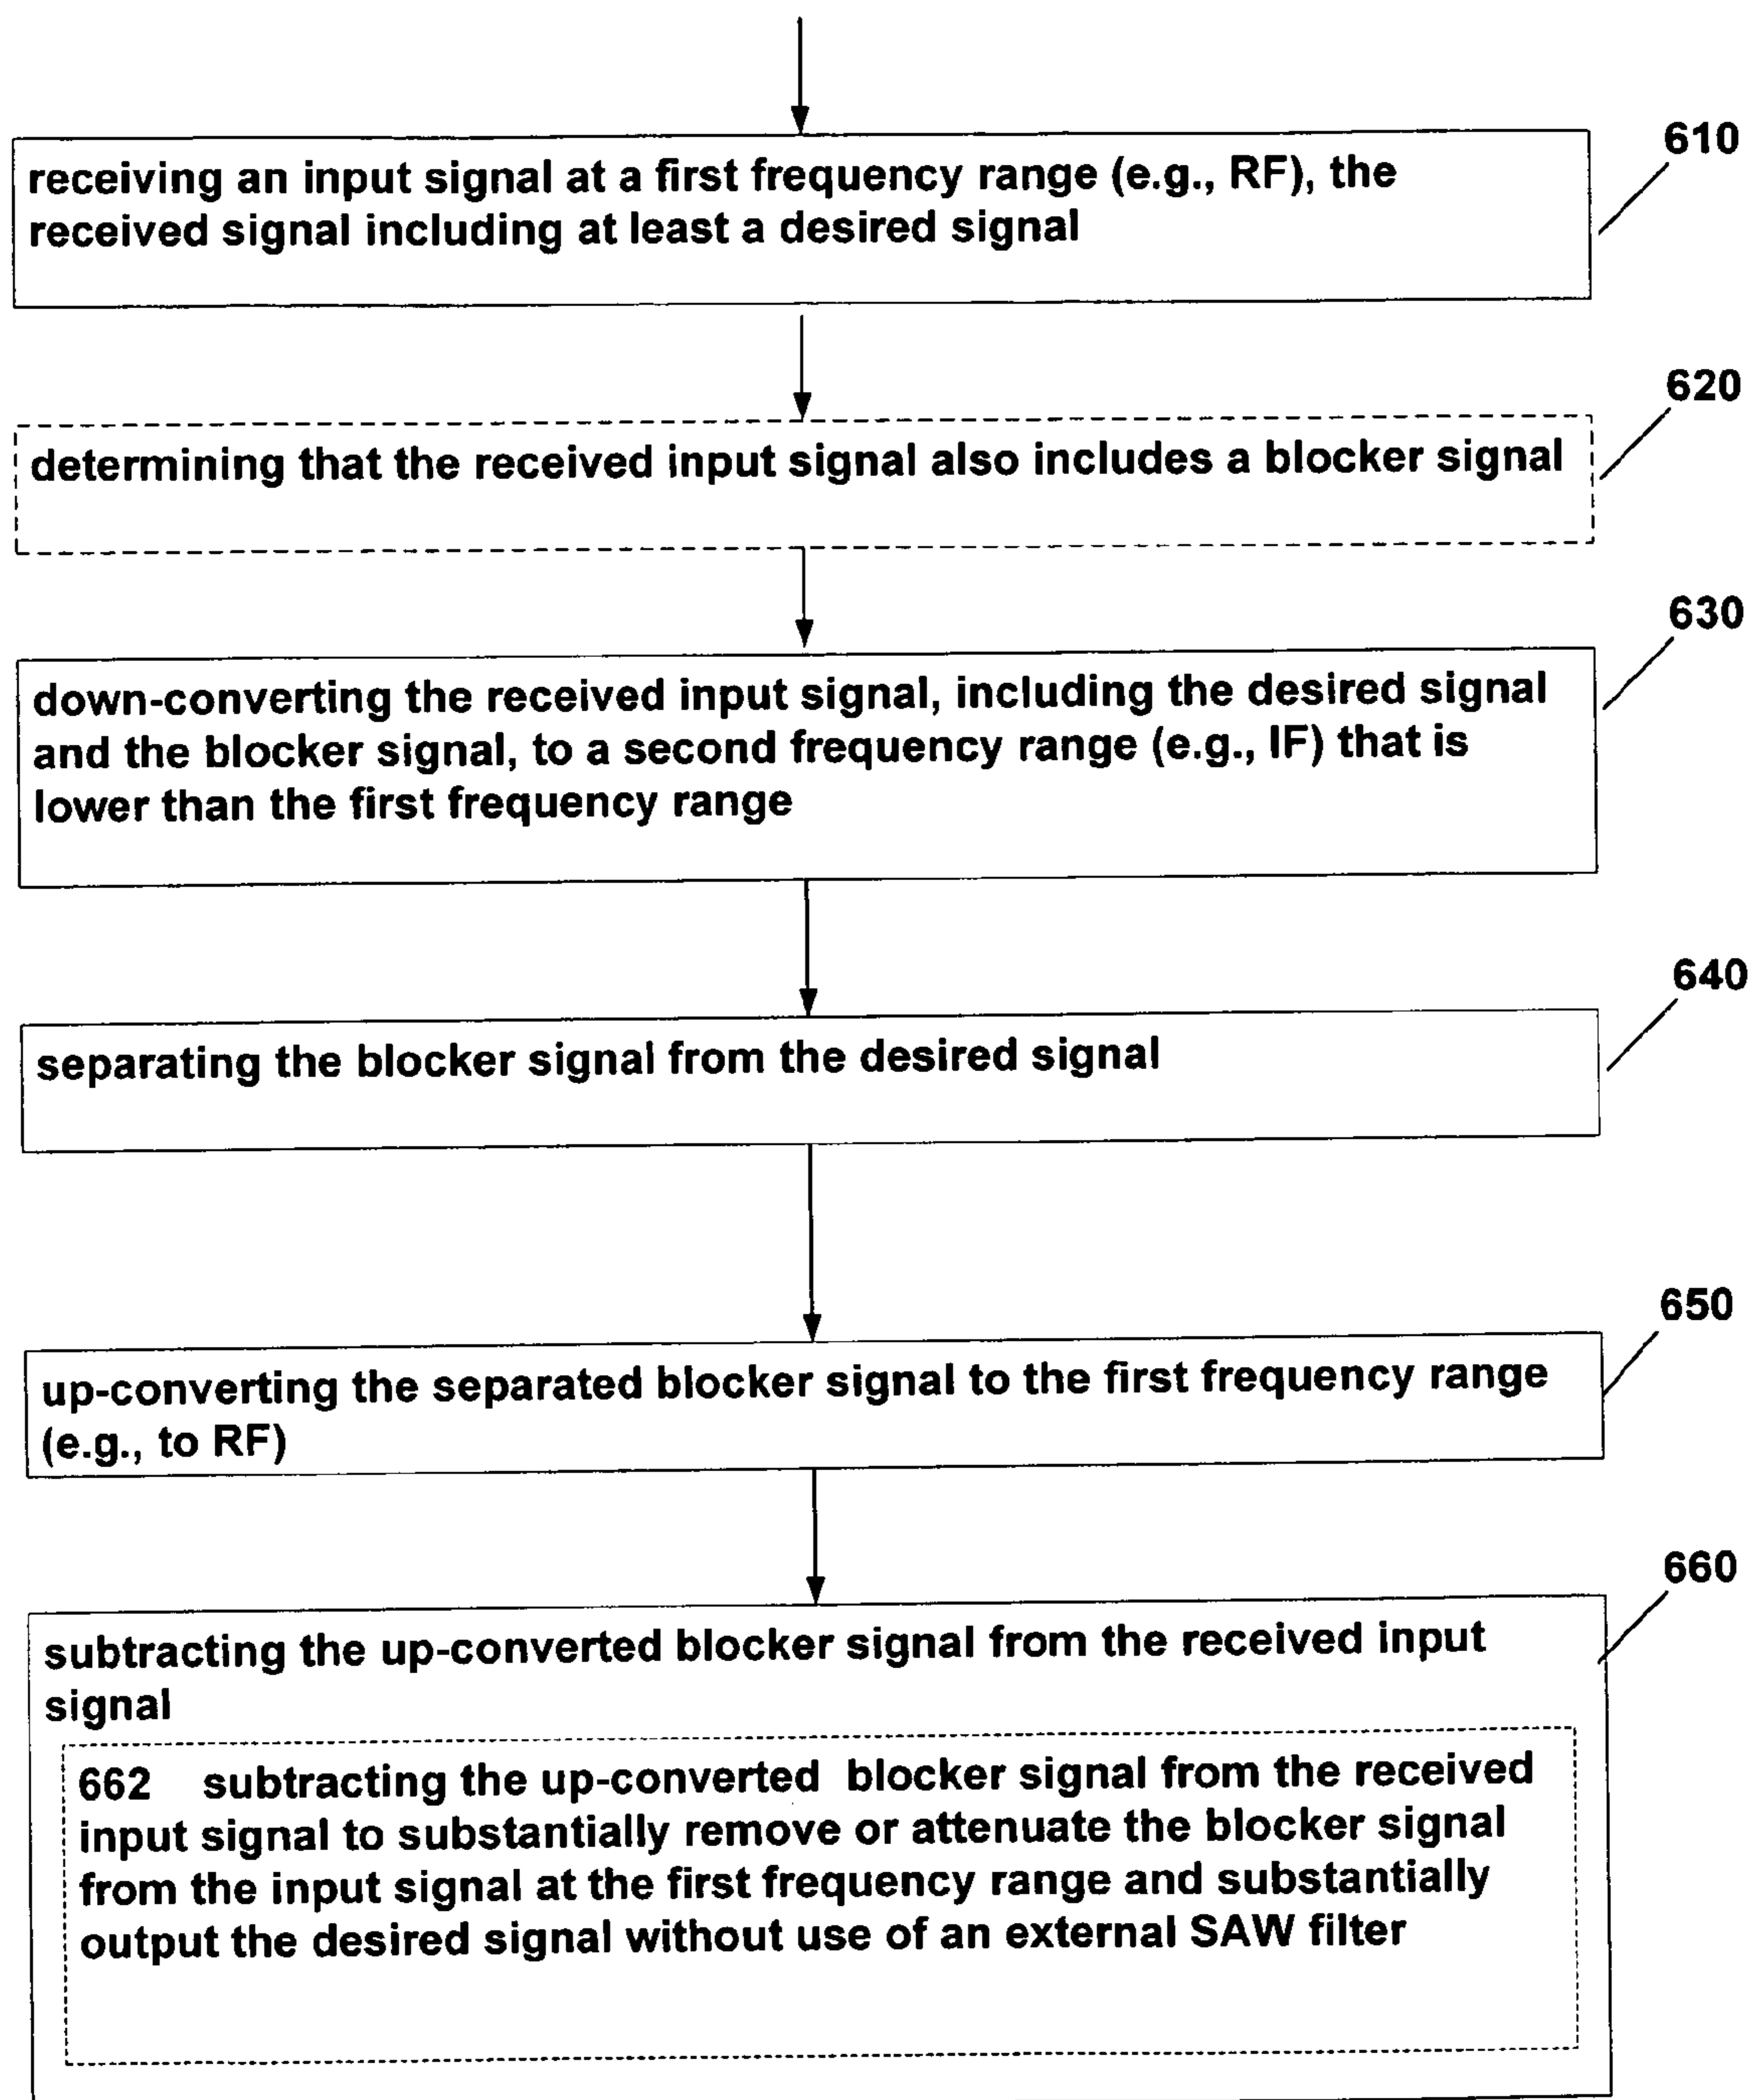 610
receiving an input signal at a first frequency range (e.g., RF), the
received signal including at least a desired signal
620
determining that the received input signal also includes a blocker signal
630
down-converting the received input signal, including the desired signal
and the blocker signal, to a second frequency range (e.g., IF) that is
lower than the first frequency range
640
separating the blocker signal from the desired signal
650
up-converting the separated blocker signal to the first frequency range
(e.g., to RF)
660
subtracting the up-converted blocker signal from the received input
signal
662 subtracting the up-converted blocker signal from the received
input signal to substantially remove or attenuate the blocker signal
from the input signal at the first frequency range and substantially
output the desired signal without use of an external SAW filter